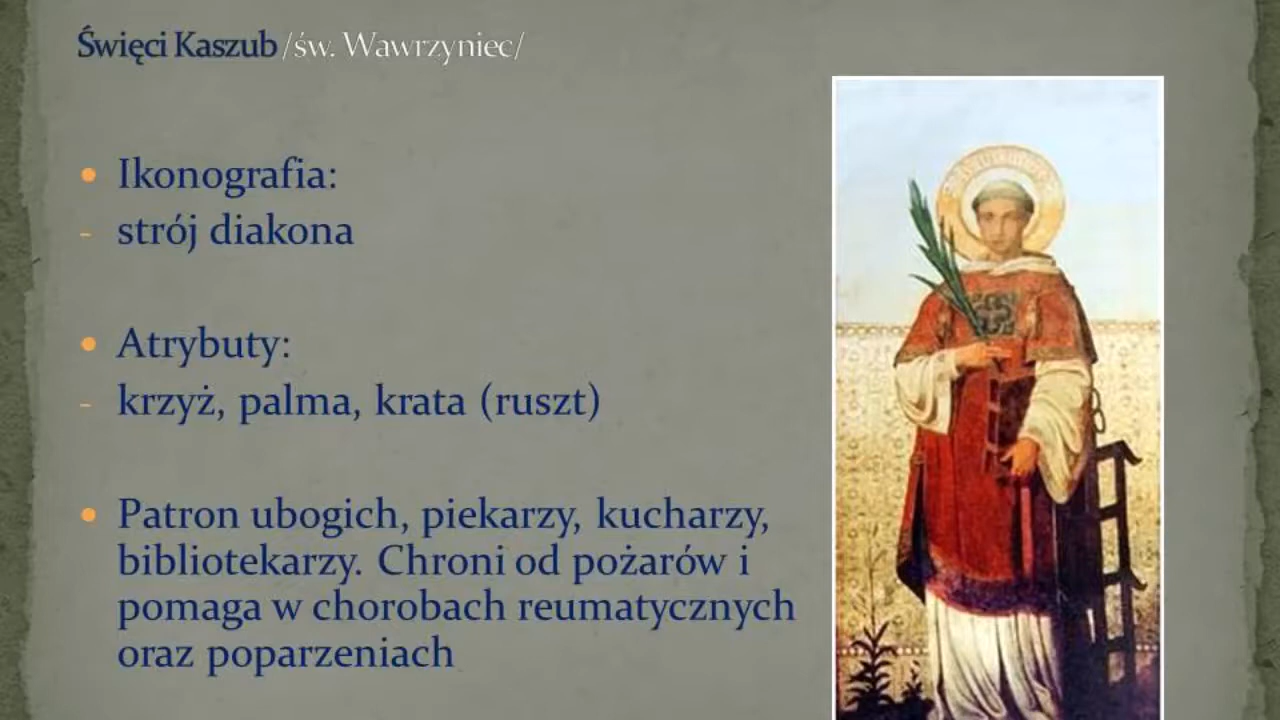 Święci Kaszub /św. Wawrzyniec/
• Ikonografia:
- strój diakona
• Atrybuty:
- krzyż, palma, krata (ruszt)
• Patron ubogich, piekarzy, kucharzy,
bibliotekarzy. Chroni od pożarów i
pomaga w chorobach reumatycznych
oraz poparzeniach